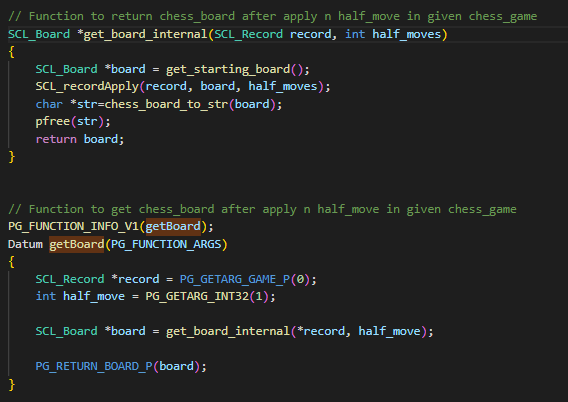 // Function to return chess_board after apply n half_move in given chess_game
SCL_Board *get_board_internal(SCL_Record record, int half_moves)
{
    SCL_Board *board = get_starting_board();
    SCL_recordApply(record, board, half_moves);
    char *str=chess_board_to_str(board);
    pfree(str);
    return board;
}
// Function to get chess_board after apply n half_move in given chess_game
PG_FUNCTION_INFO_V1(getBoard);
Datum getBoard(PG_FUNCTION_ARGS)
{
    SCL_Record *record = PG_GETARG_GAME_P(0);
    int half_move = PG_GETARG_INT32(1);
    SCL_Board *board = get_board_internal(*record, half_move);
    PG_RETURN_BOARD_P(board);
}